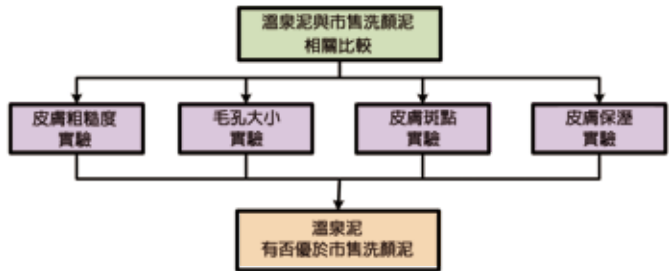 溫泉泥與市售洗顏泥
相關比較
皮膚粗糙度
實驗
毛孔大小
實驗
皮膚斑點
實驗
皮膚保溼
實驗
溫泉泥
有否優於市售洗顏泥